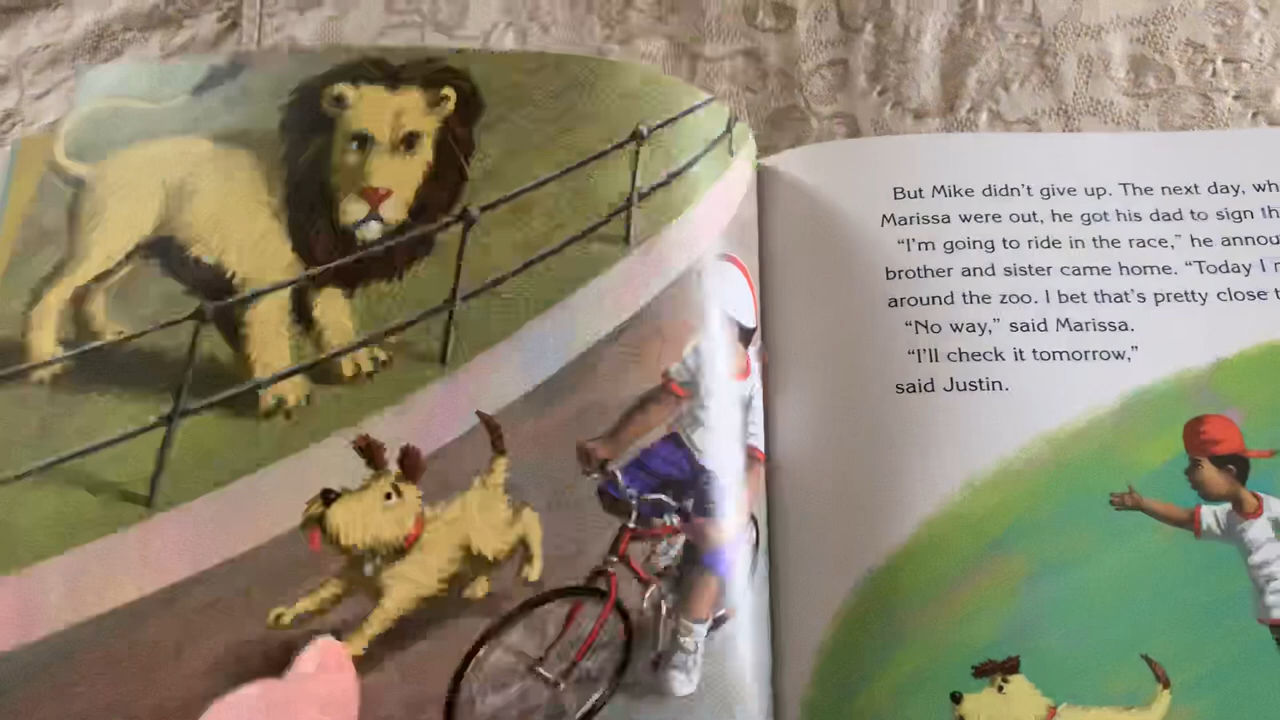 But Mike didn't give up. The next day, wh
Marissa were out, he got his dad to sign th
“I'm going to ride in the race,” he annou
brother and sister came home. “Today I r
around the zoo. I bet that's pretty close t
“No way,” said Marissa.
“I'll check it tomorrow,”
said Justin.